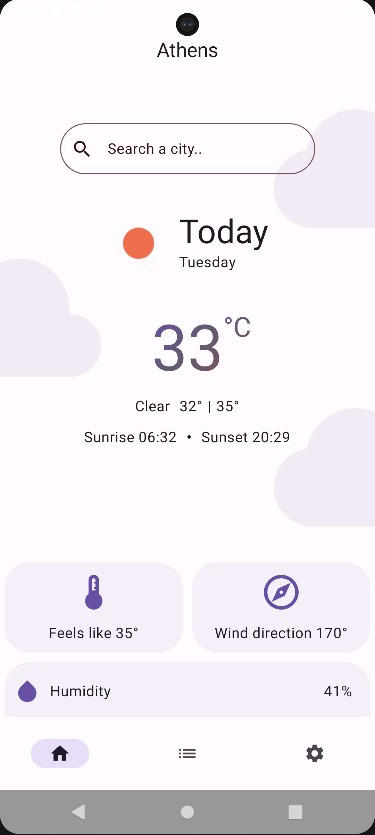 Athens
Search a city..
Today
Tuesday
33°C
Clear 32° | 35°
Sunrise 06:32 • Sunset 20:29
Feels like 35°
Wind direction 170°
Humidity 41%